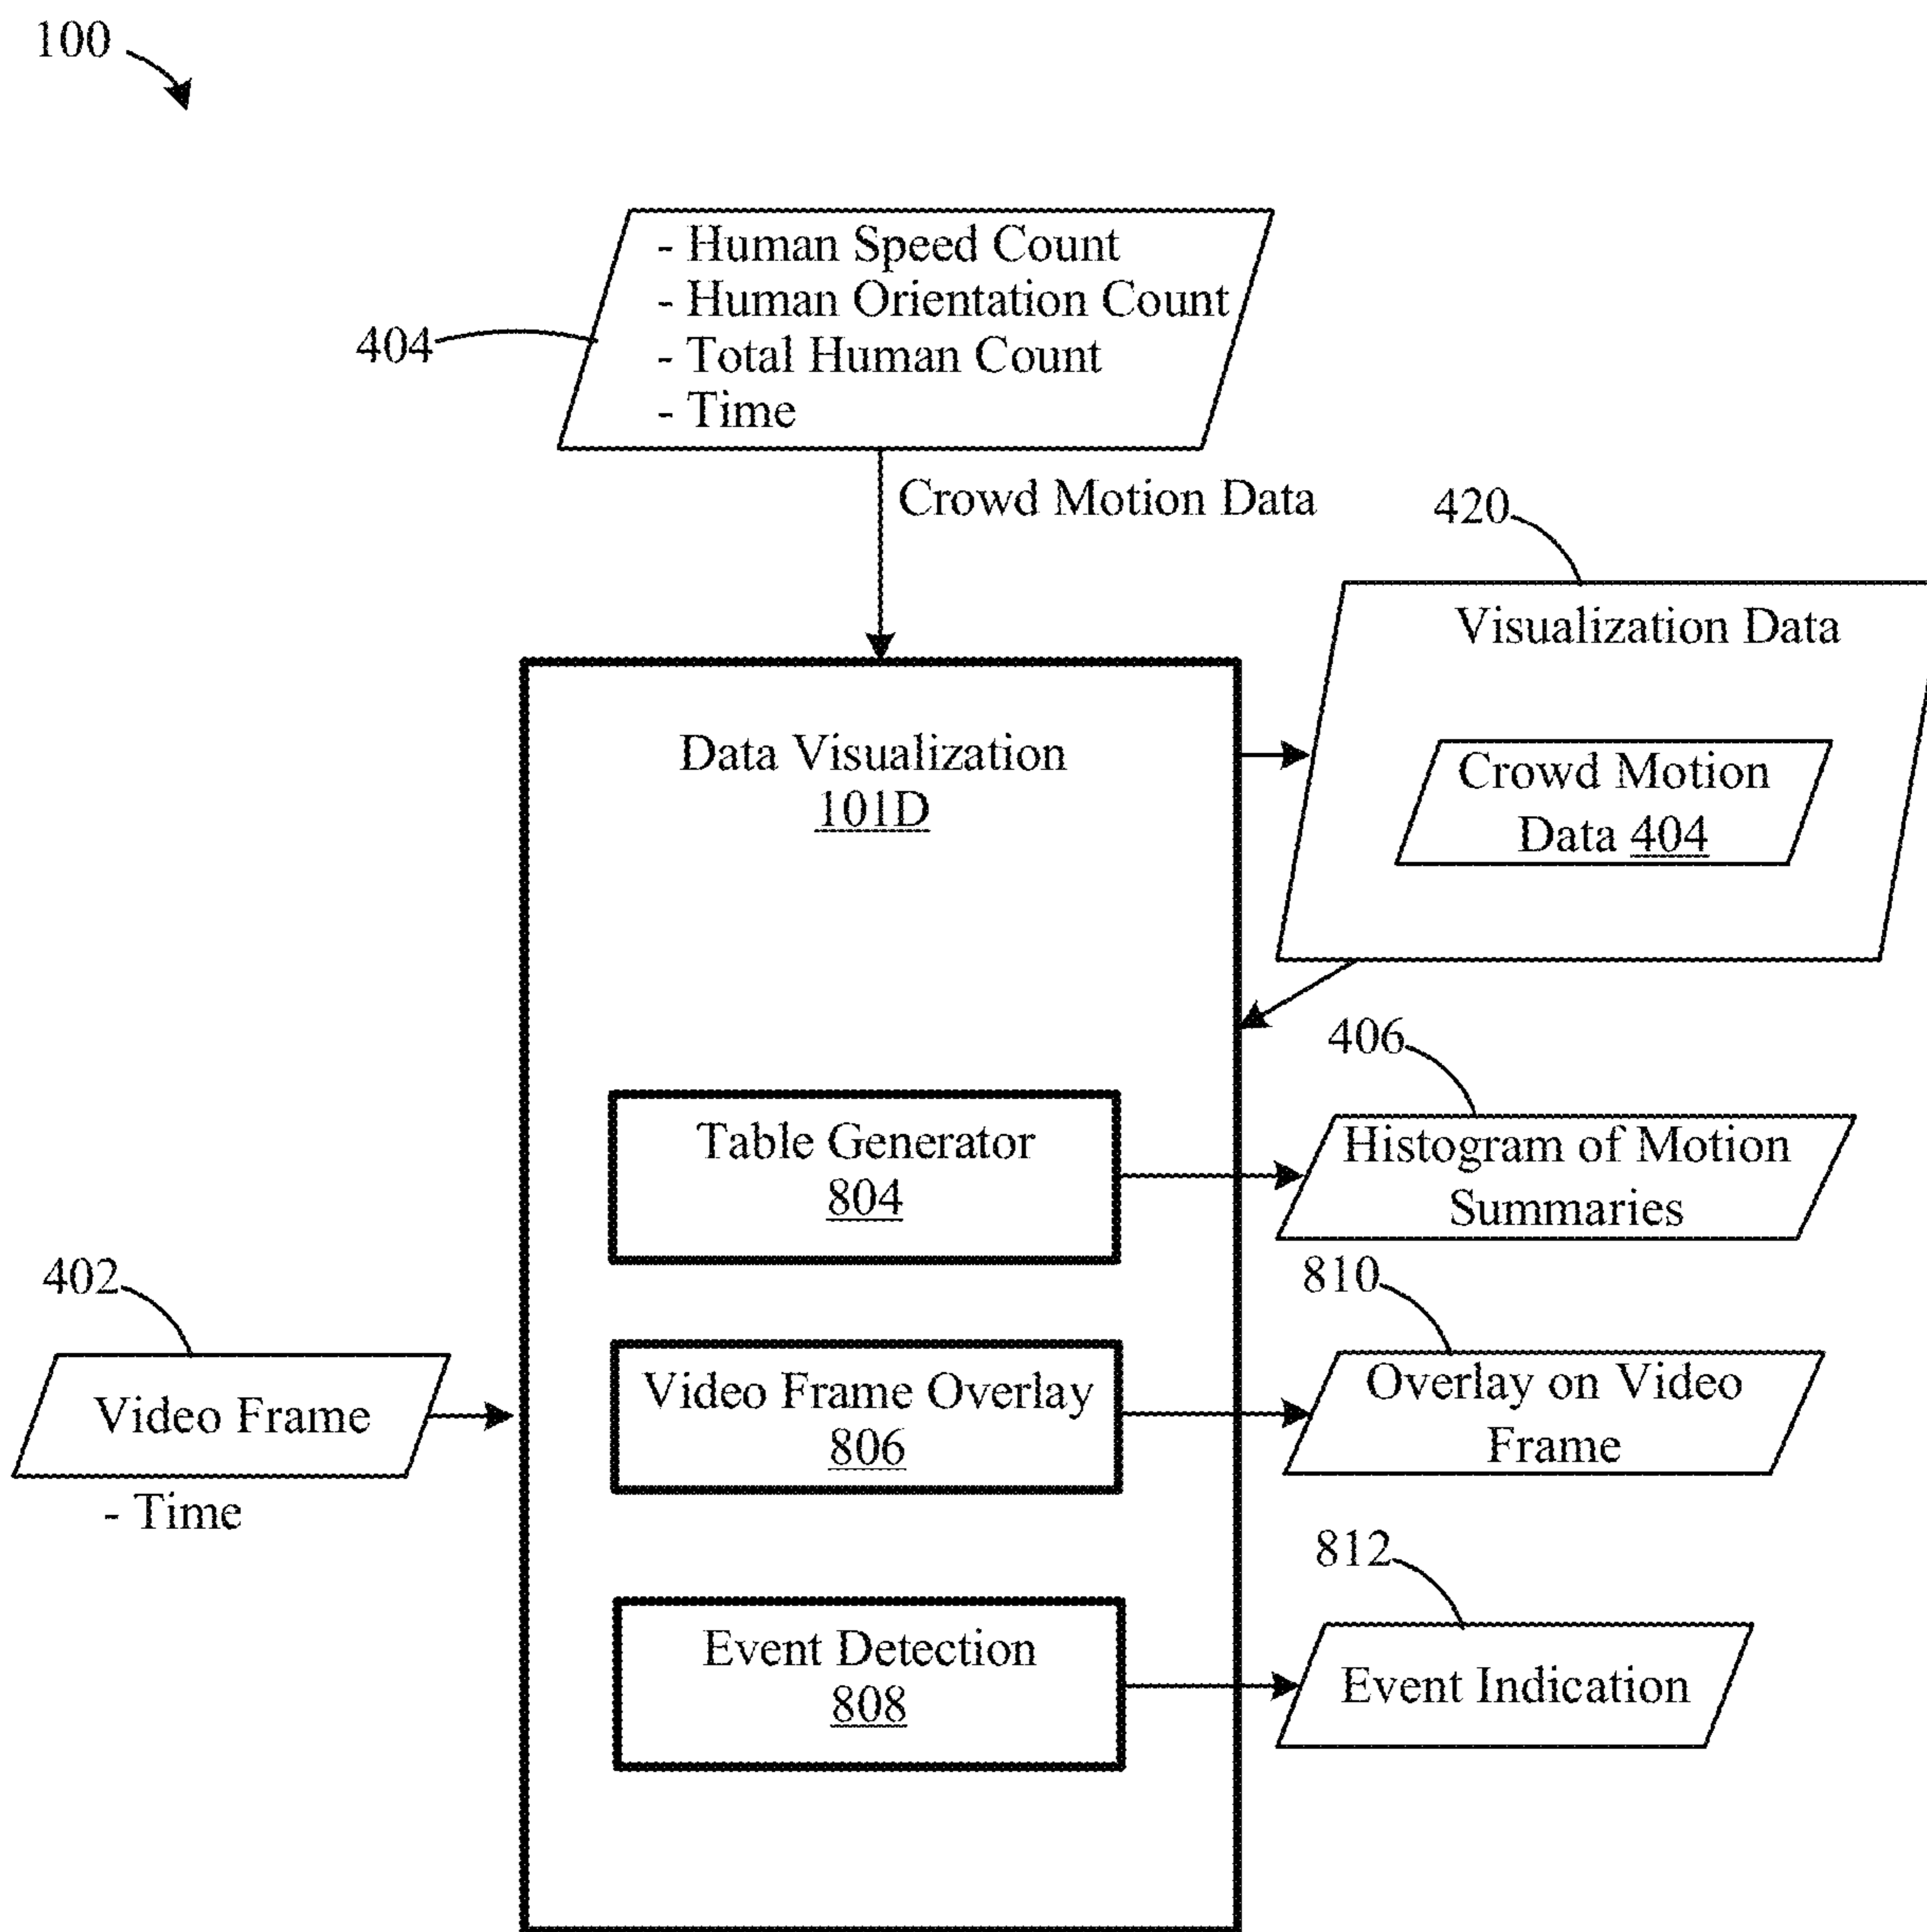 100
- Human Speed Count
- Human Orientation Count
404
- Total Human Count
- Time
Crowd Motion Data
420
Visualization Data
Data Visualization
101D
Crowd Motion
Data 404
406
Table Generator
804
Histogram of Motion
Summaries
402
810
Video Frame
- Time
Video Frame Overlay
806
Overlay on Video
Frame
812
Event Detection
808
Event Indication